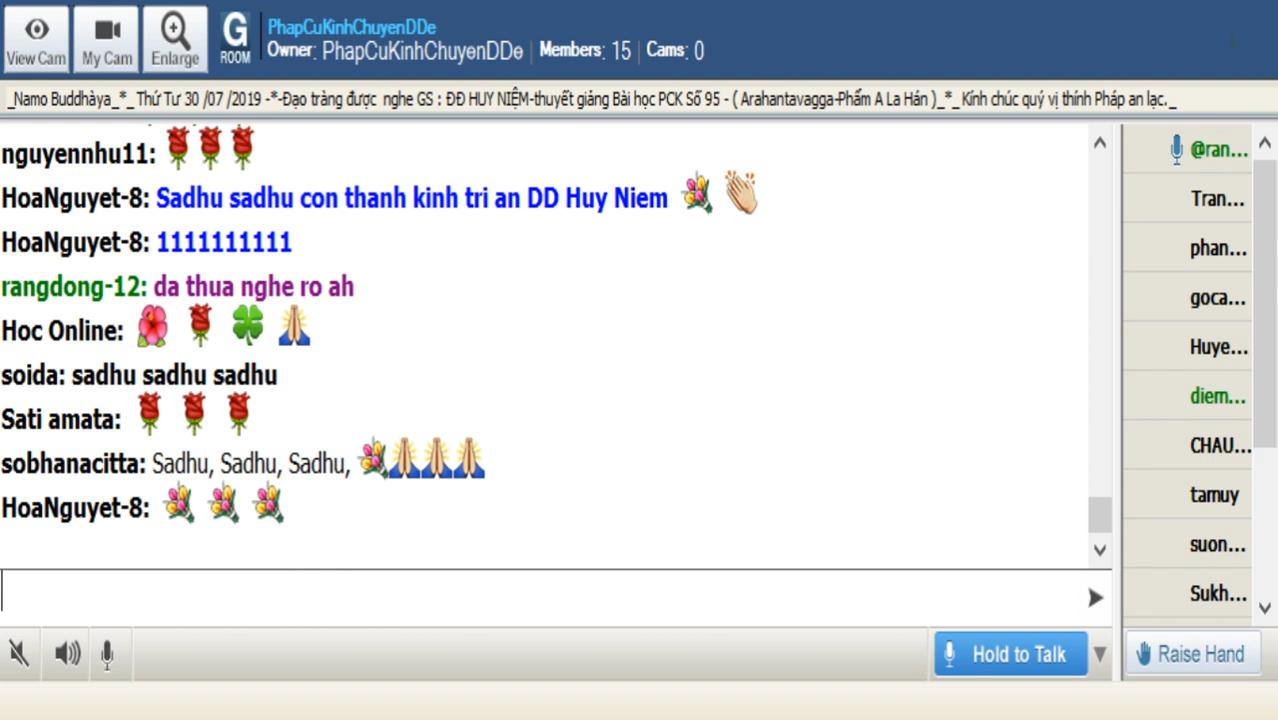 PhapCuKinhChuyenDDe
G
ROOM
Owner: PhapCuKinhChuyenDDe | Members: 15 | Cams: 0
View Cam
My Cam
Enlarge
_Namo Buddhàya_*_ Thứ Tư 30 /07 /2019 -*-Đạo tràng được nghe GS : ĐĐ HUY NIỆM-thuyết giảng Bài học PCK Số 95 - ( Arahantavagga-Phẩm A La Hán )_*_ Kính chúc quý vị thính Pháp an lạc._
nguyennhu11:
HoaNguyet-8: Sadhu sadhu con thanh kinh tri an DD Huy Niem
HoaNguyet-8: 1111111111
rangdong-12: da thua nghe ro ah
Hoc Online:
soida: sadhu sadhu sadhu
Sati amata:
sobhanacitta: Sadhu, Sadhu, Sadhu,
HoaNguyet-8:
@ran...
Tran...
phan...
goca...
Huye...
diem...
CHAU...
tamuy
suon...
Sukh...
Hold to Talk
Raise Hand